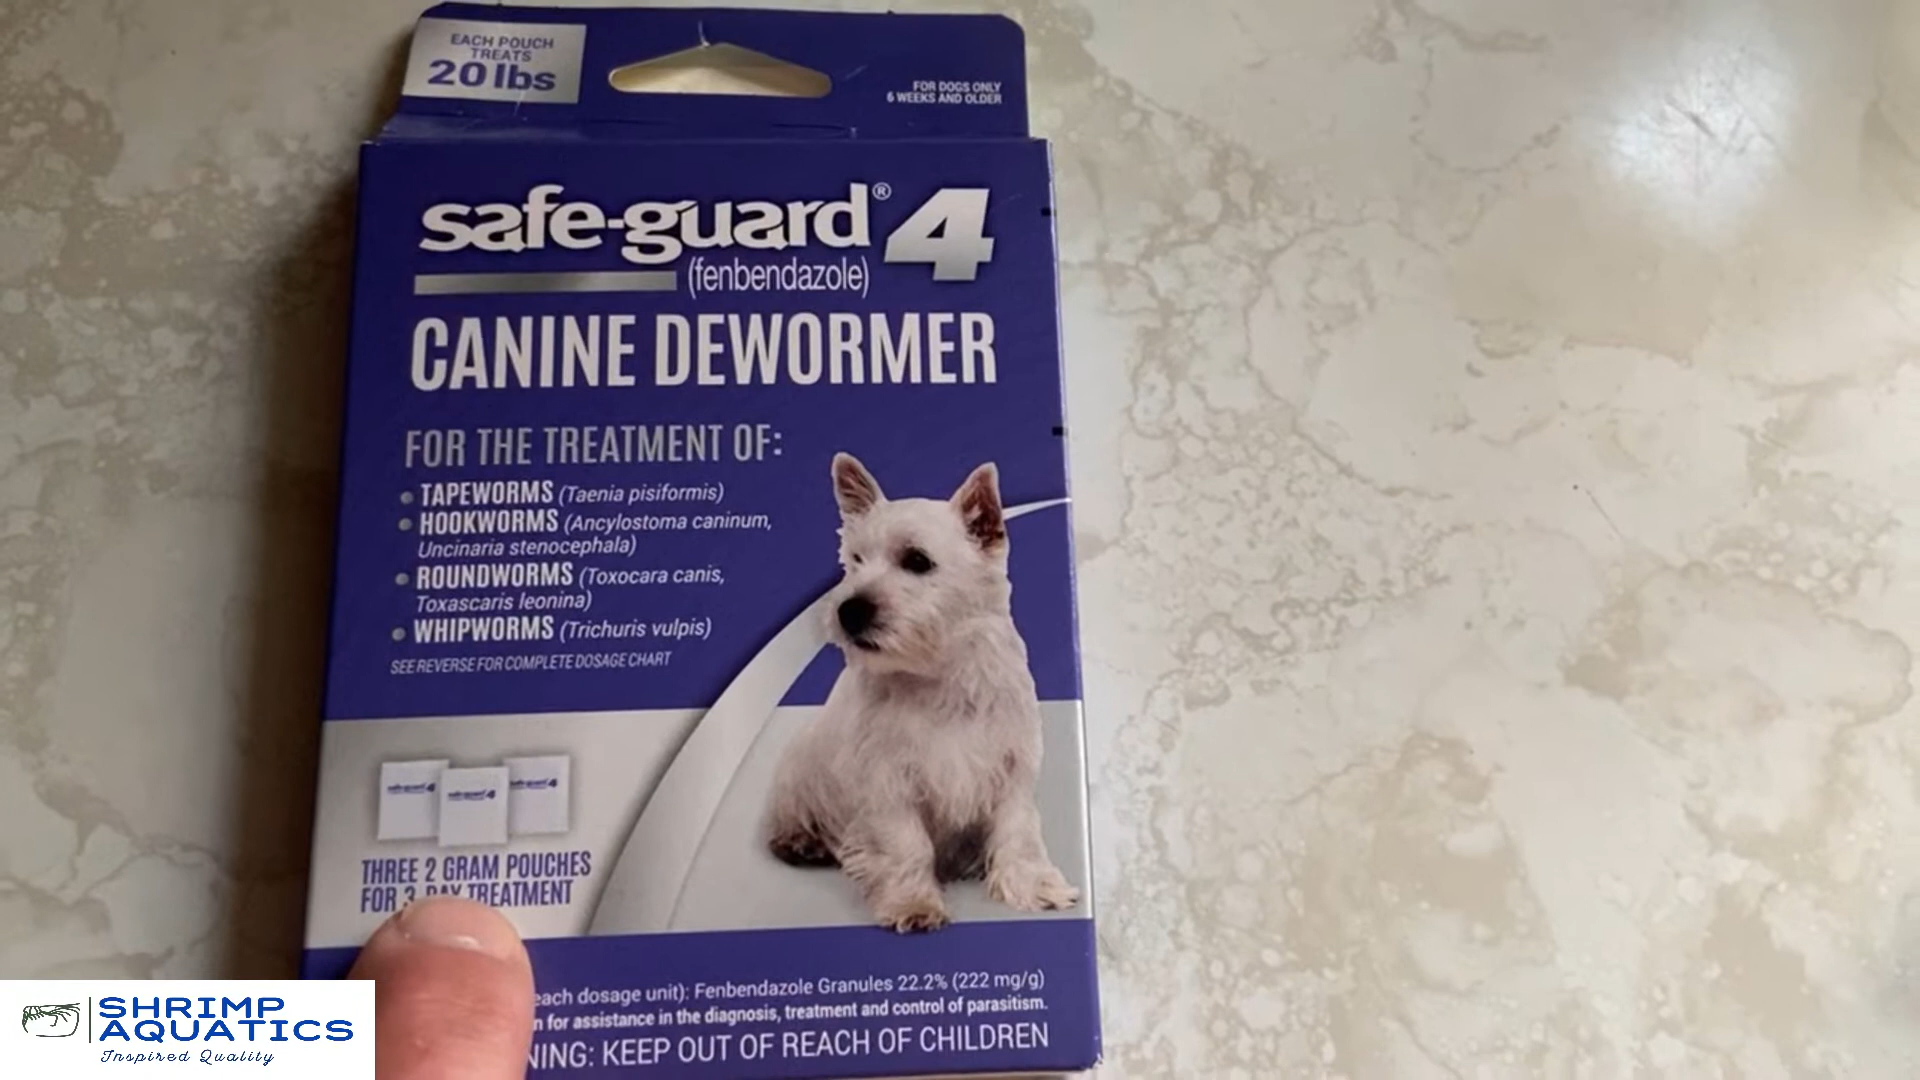 EACH POUCH
TREATS
20 lbs
FOR DOGS ONLY
6 WEEKS AND OLDER
safe-guard® 4
(fenbendazole)
CANINE DEWORMER
FOR THE TREATMENT OF:
TAPEWORMS (Taenia pisiformis)
HOOKWORMS (Ancylostoma caninum,
Uncinaria stenocephala)
ROUNDWORMS (Toxocara canis,
Toxascaris leonina)
WHIPWORMS (Trichuris vulpis)
SEE REVERSE FOR COMPLETE DOSAGE CHART
safe-guard 4
safe-guard 4
safe-guard 4
THREE 2 GRAM POUCHES
FOR 3 DAY TREATMENT
each dosage unit): Fenbendazole Granules 22.2% (222 mg/g)
for assistance in the diagnosis, treatment and control of parasitism.
KEEP OUT OF REACH OF CHILDREN
SHRIMP
AQUATICS
Inspired Quality